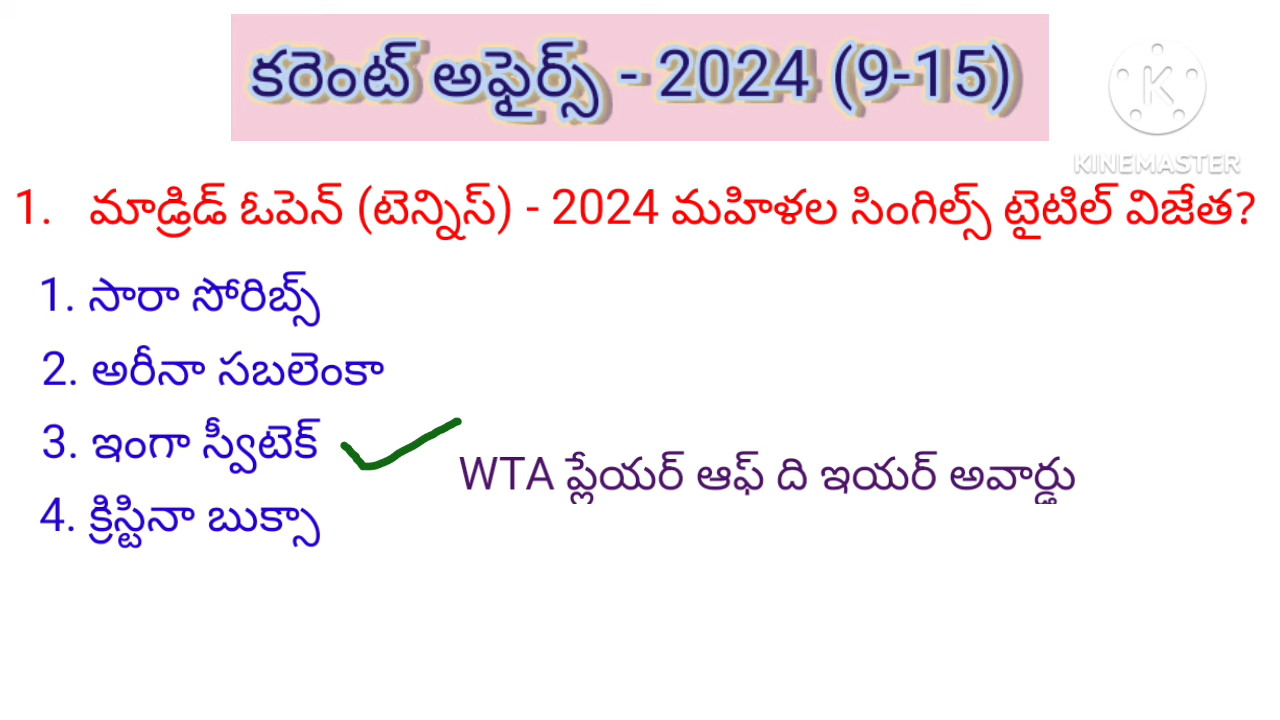 కరెంట్ అఫైర్స్ - 2024 (9-15)
K
KINEMASTER
1. మాడ్రిడ్ ఓపెన్ (టెన్నిస్) - 2024 మహిళల సింగిల్స్ టైటిల్ విజేత?
1. సారా సోరిబ్స్
2. అరీనా సబలెంకా
3. ఇంగా స్వీటెక్
WTA ప్లేయర్ ఆఫ్ ది ఇయర్ అవార్డు
4. క్రిస్టినా బుక్సా